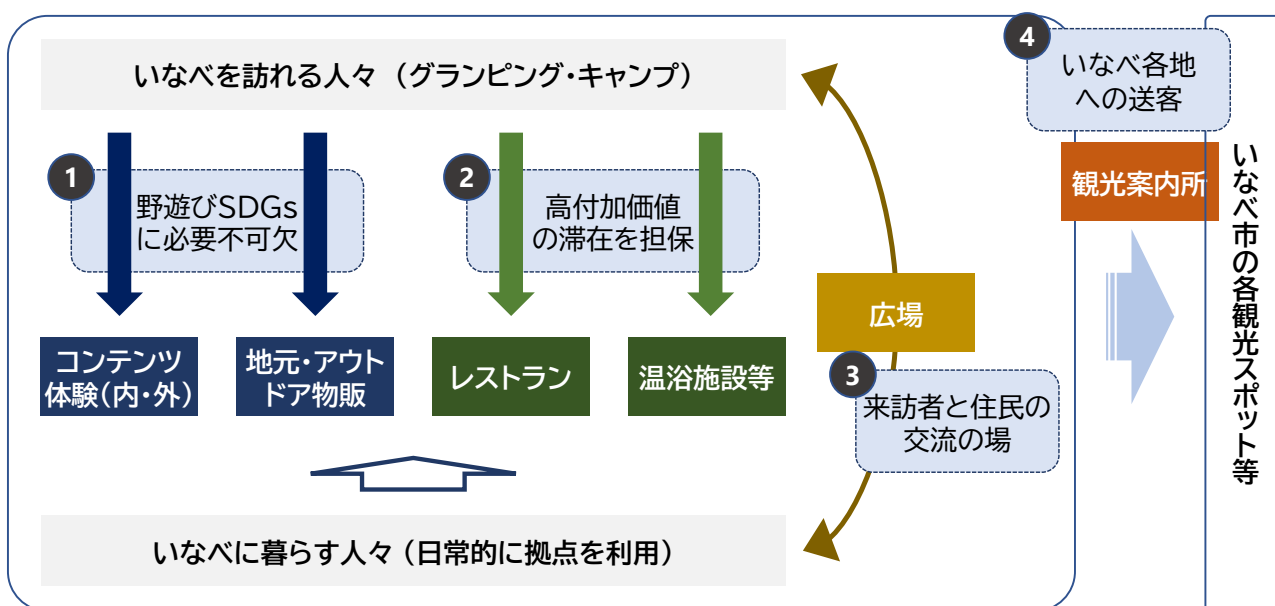 いなべを訪れる人々 (グランピング・キャンプ)
1
野遊びSDGs
に必要不可欠
2
高付加価値
の滞在を担保
コンテンツ
体験(内・外)
地元・アウト
ドア物販
レストラン
温浴施設等
広場
3
来訪者と住民の
交流の場
いなべに暮らす人々 (日常的に拠点を利用)
4
いなべ各地
への送客
観光案内所
いなべ市の各観光スポット等